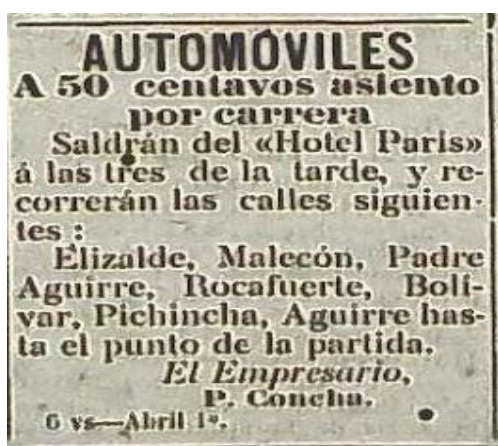 AUTOMÓVILES
A 50 centavos asiento
por carrera
Saldrán del «Hotel Paris»
á las tres de la tarde, y re-
correrán las calles siguien-
tes :
Elizalde, Malecón, Padre
Aguirre, Rocafuerte, Bolí-
var, Pichincha, Aguirre has-
ta el punto de la partida.
El Empresario,
P. Concha.
6 vs—Abril 1º.